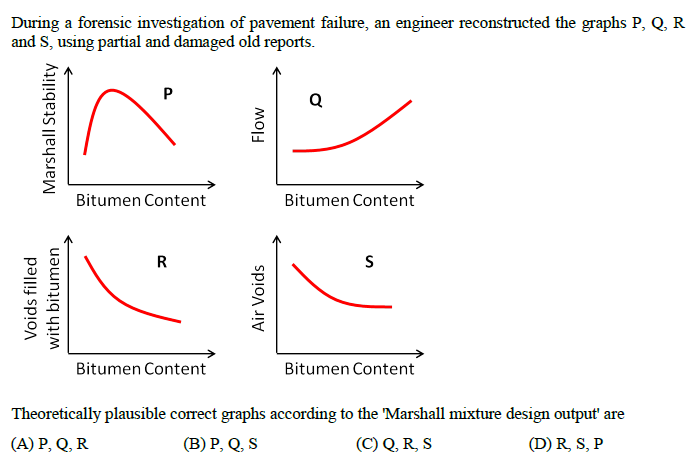 During a forensic investigation of pavement failure, an engineer reconstructed the graphs P, Q, R
and S, using partial and damaged old reports.
Marshall Stability
P
Bitumen Content
Flow
Q
Bitumen Content
Voids filled
with bitumen
R
Bitumen Content
Air Voids
S
Bitumen Content
Theoretically plausible correct graphs according to the 'Marshall mixture design output' are
(A) P, Q, R (B) P, Q, S (C) Q, R, S (D) R, S, P